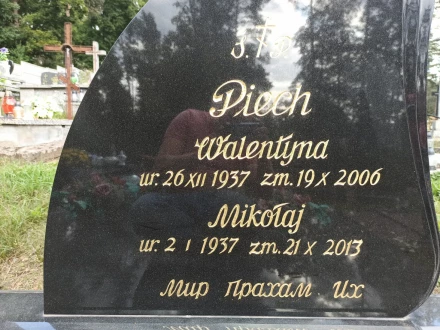 Ś.†P.
Piech
Walentyna
ur. 26 XII 1937 zm. 19 X 2006
Mikołaj
ur. 2 I 1937 zm. 21 X 2013
Мир прахам Их